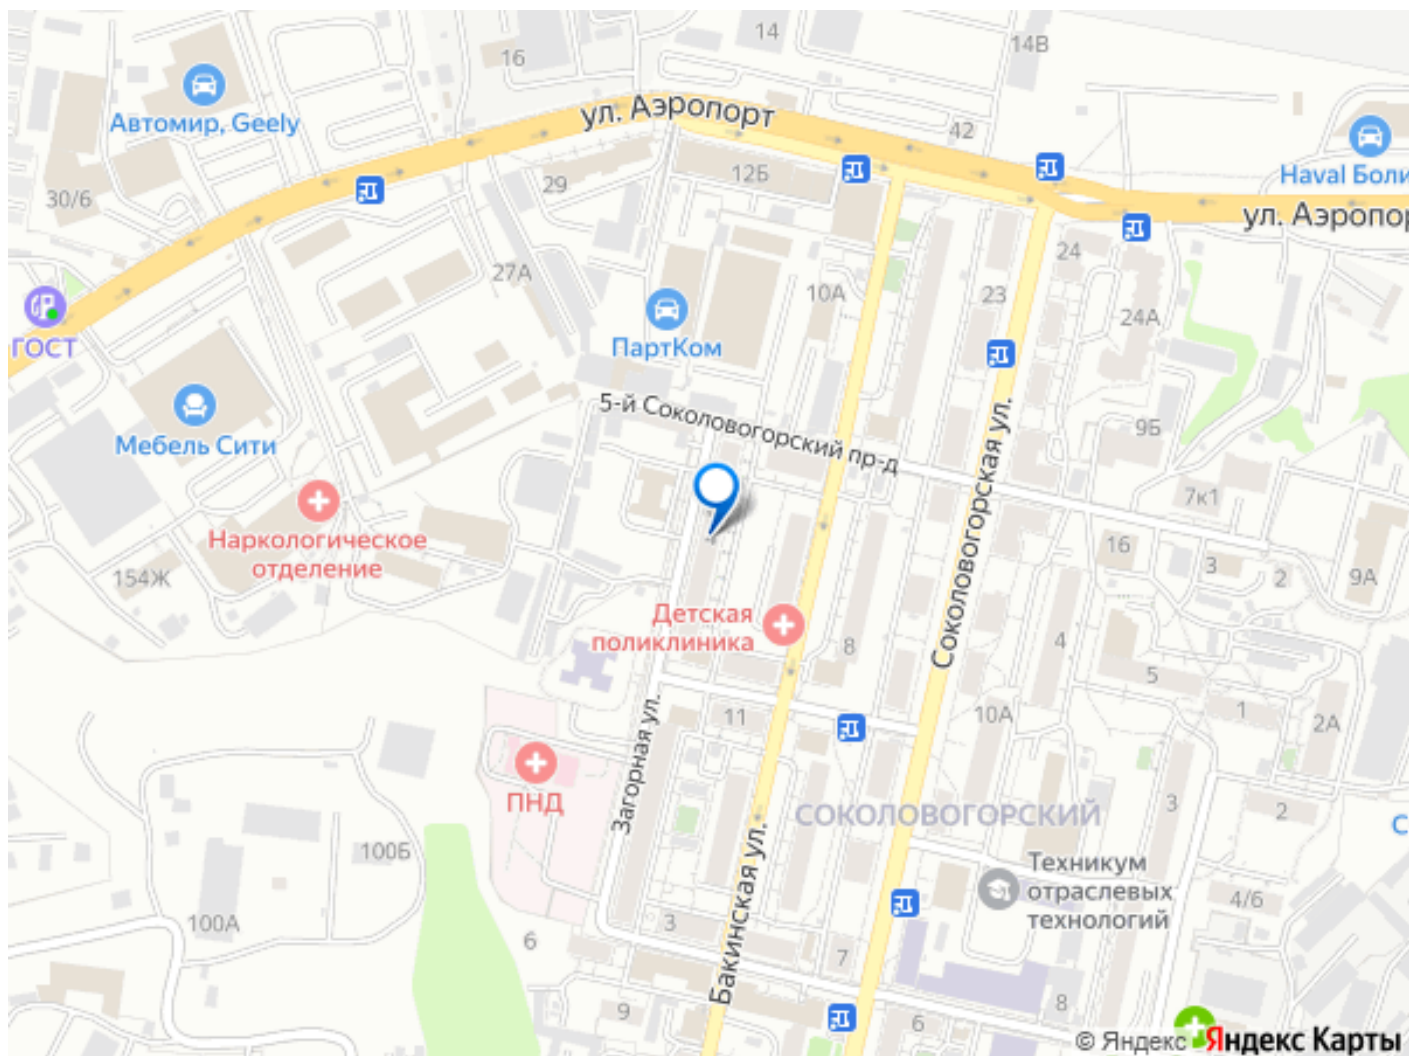 14
14В
16
ул. Аэропорт
Автомир, Geely
42
12Б
29
30/6
Haval Боли
ул. Аэропор
24
27А
10А
23
24А
ГОСТ
ПартКом
5-й Соколовогорский пр-д
Мебель Сити
9Б
Соколовогорская ул.
7к1
Наркологическое
отделение
154Ж
16
3
2
9А
Детская
поликлиника
8
4
5
11
10А
1
2А
Загорная ул.
ПНД
СОКОЛОВОГОРСКИЙ
3
2
С
100Б
Бакинская ул.
Техникум
отраслевых
технологий
4/6
100А
3
6
7
9
6
8
© Яндекс Яндекс Карты